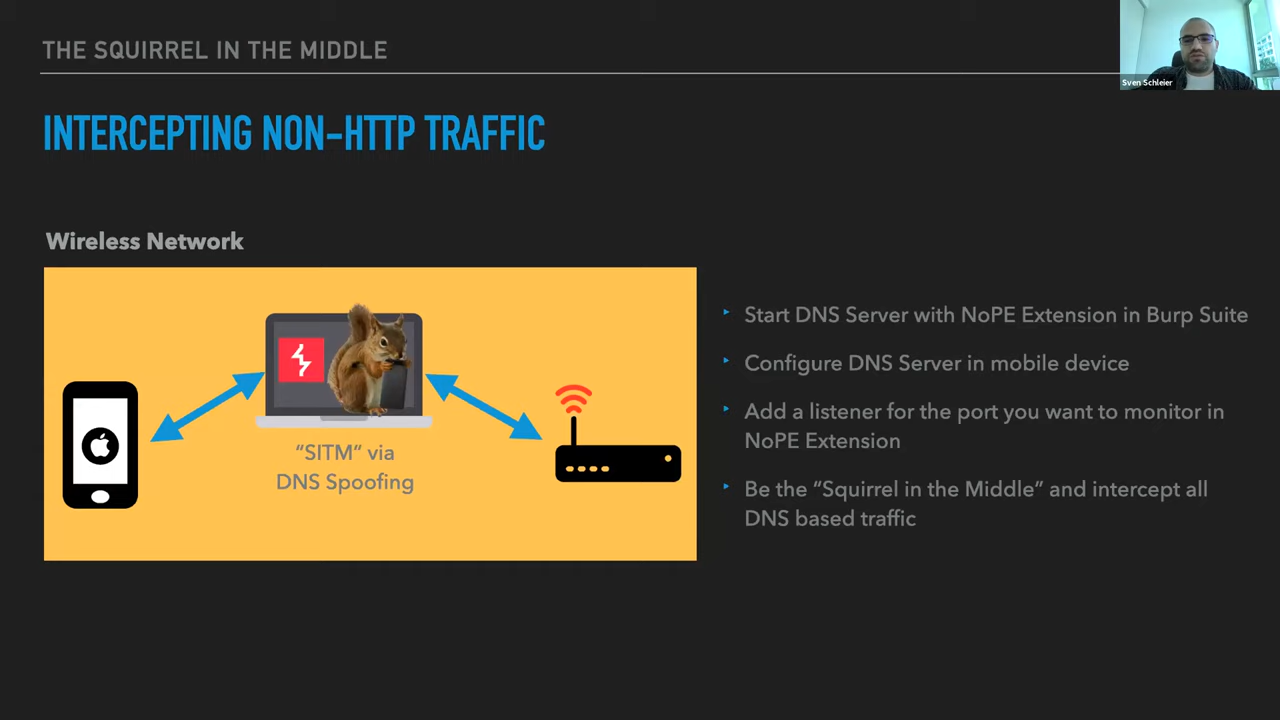 THE SQUIRREL IN THE MIDDLE
Sven Schleier
INTERCEPTING NON-HTTP TRAFFIC
Wireless Network
“SITM” via
DNS Spoofing
Start DNS Server with NoPE Extension in Burp Suite
Configure DNS Server in mobile device
Add a listener for the port you want to monitor in
NoPE Extension
Be the “Squirrel in the Middle” and intercept all
DNS based traffic